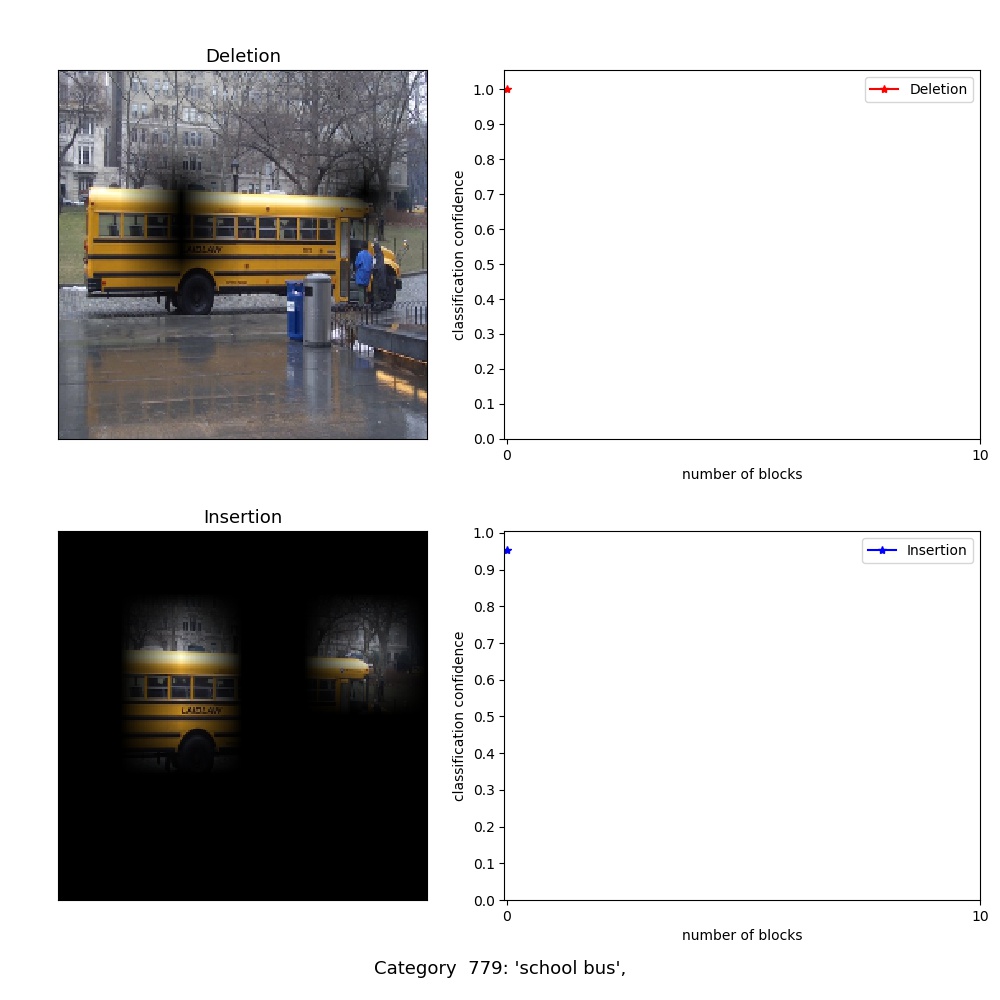 Deletion
Deletion
1.0
0.9
0.8
0.7
0.6
0.5
0.4
0.3
0.2
0.1
0.0
classification confidence
0
10
number of blocks
LAIDLAW
Insertion
Insertion
1.0
0.9
0.8
0.7
0.6
0.5
0.4
0.3
0.2
0.1
0.0
classification confidence
0
10
number of blocks
LAIDLAW
Category 779: 'school bus',